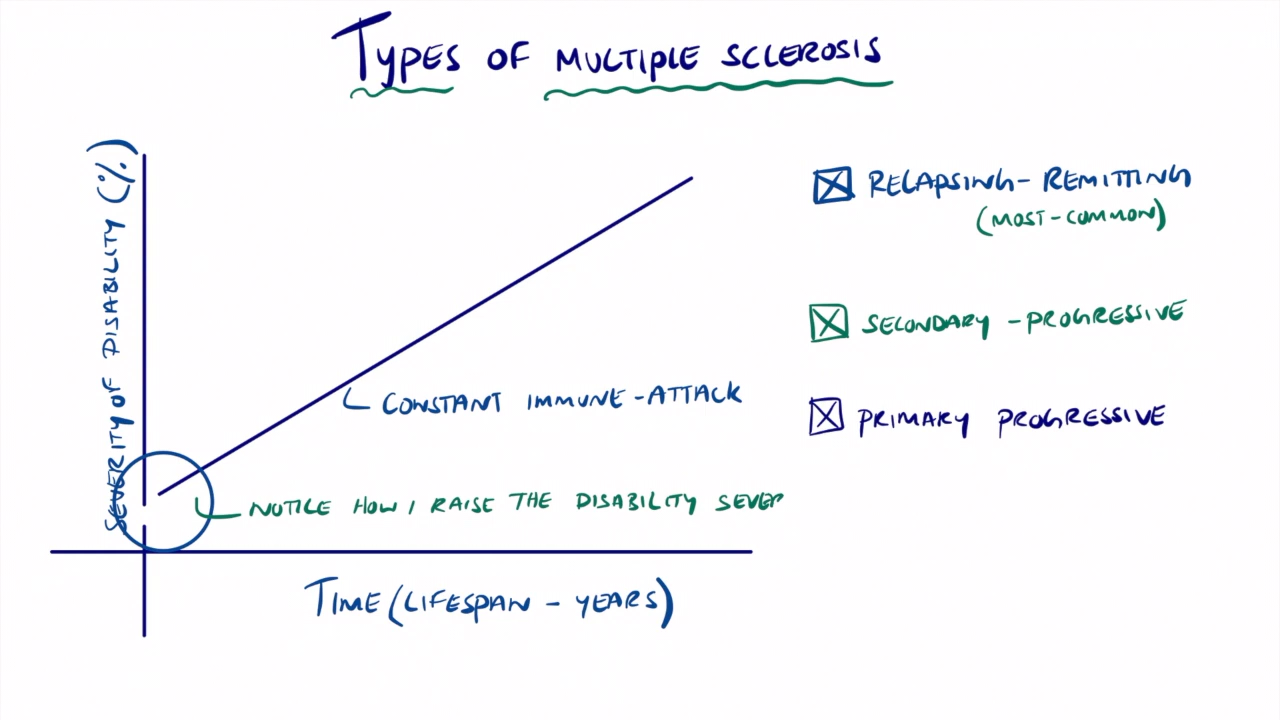 TYPES OF MULTIPLE SCLEROSIS
SEVERITY OF DISABILITY (%)
RELAPSING-REMITTING
(MOST-COMMON)
SECONDARY -PROGRESSIVE
CONSTANT IMMUNE-ATTACK
PRIMARY PROGRESSIVE
NOTICE HOW I RAISE THE DISABILITY SEVER
TIME (LIFESPAN - YEARS)